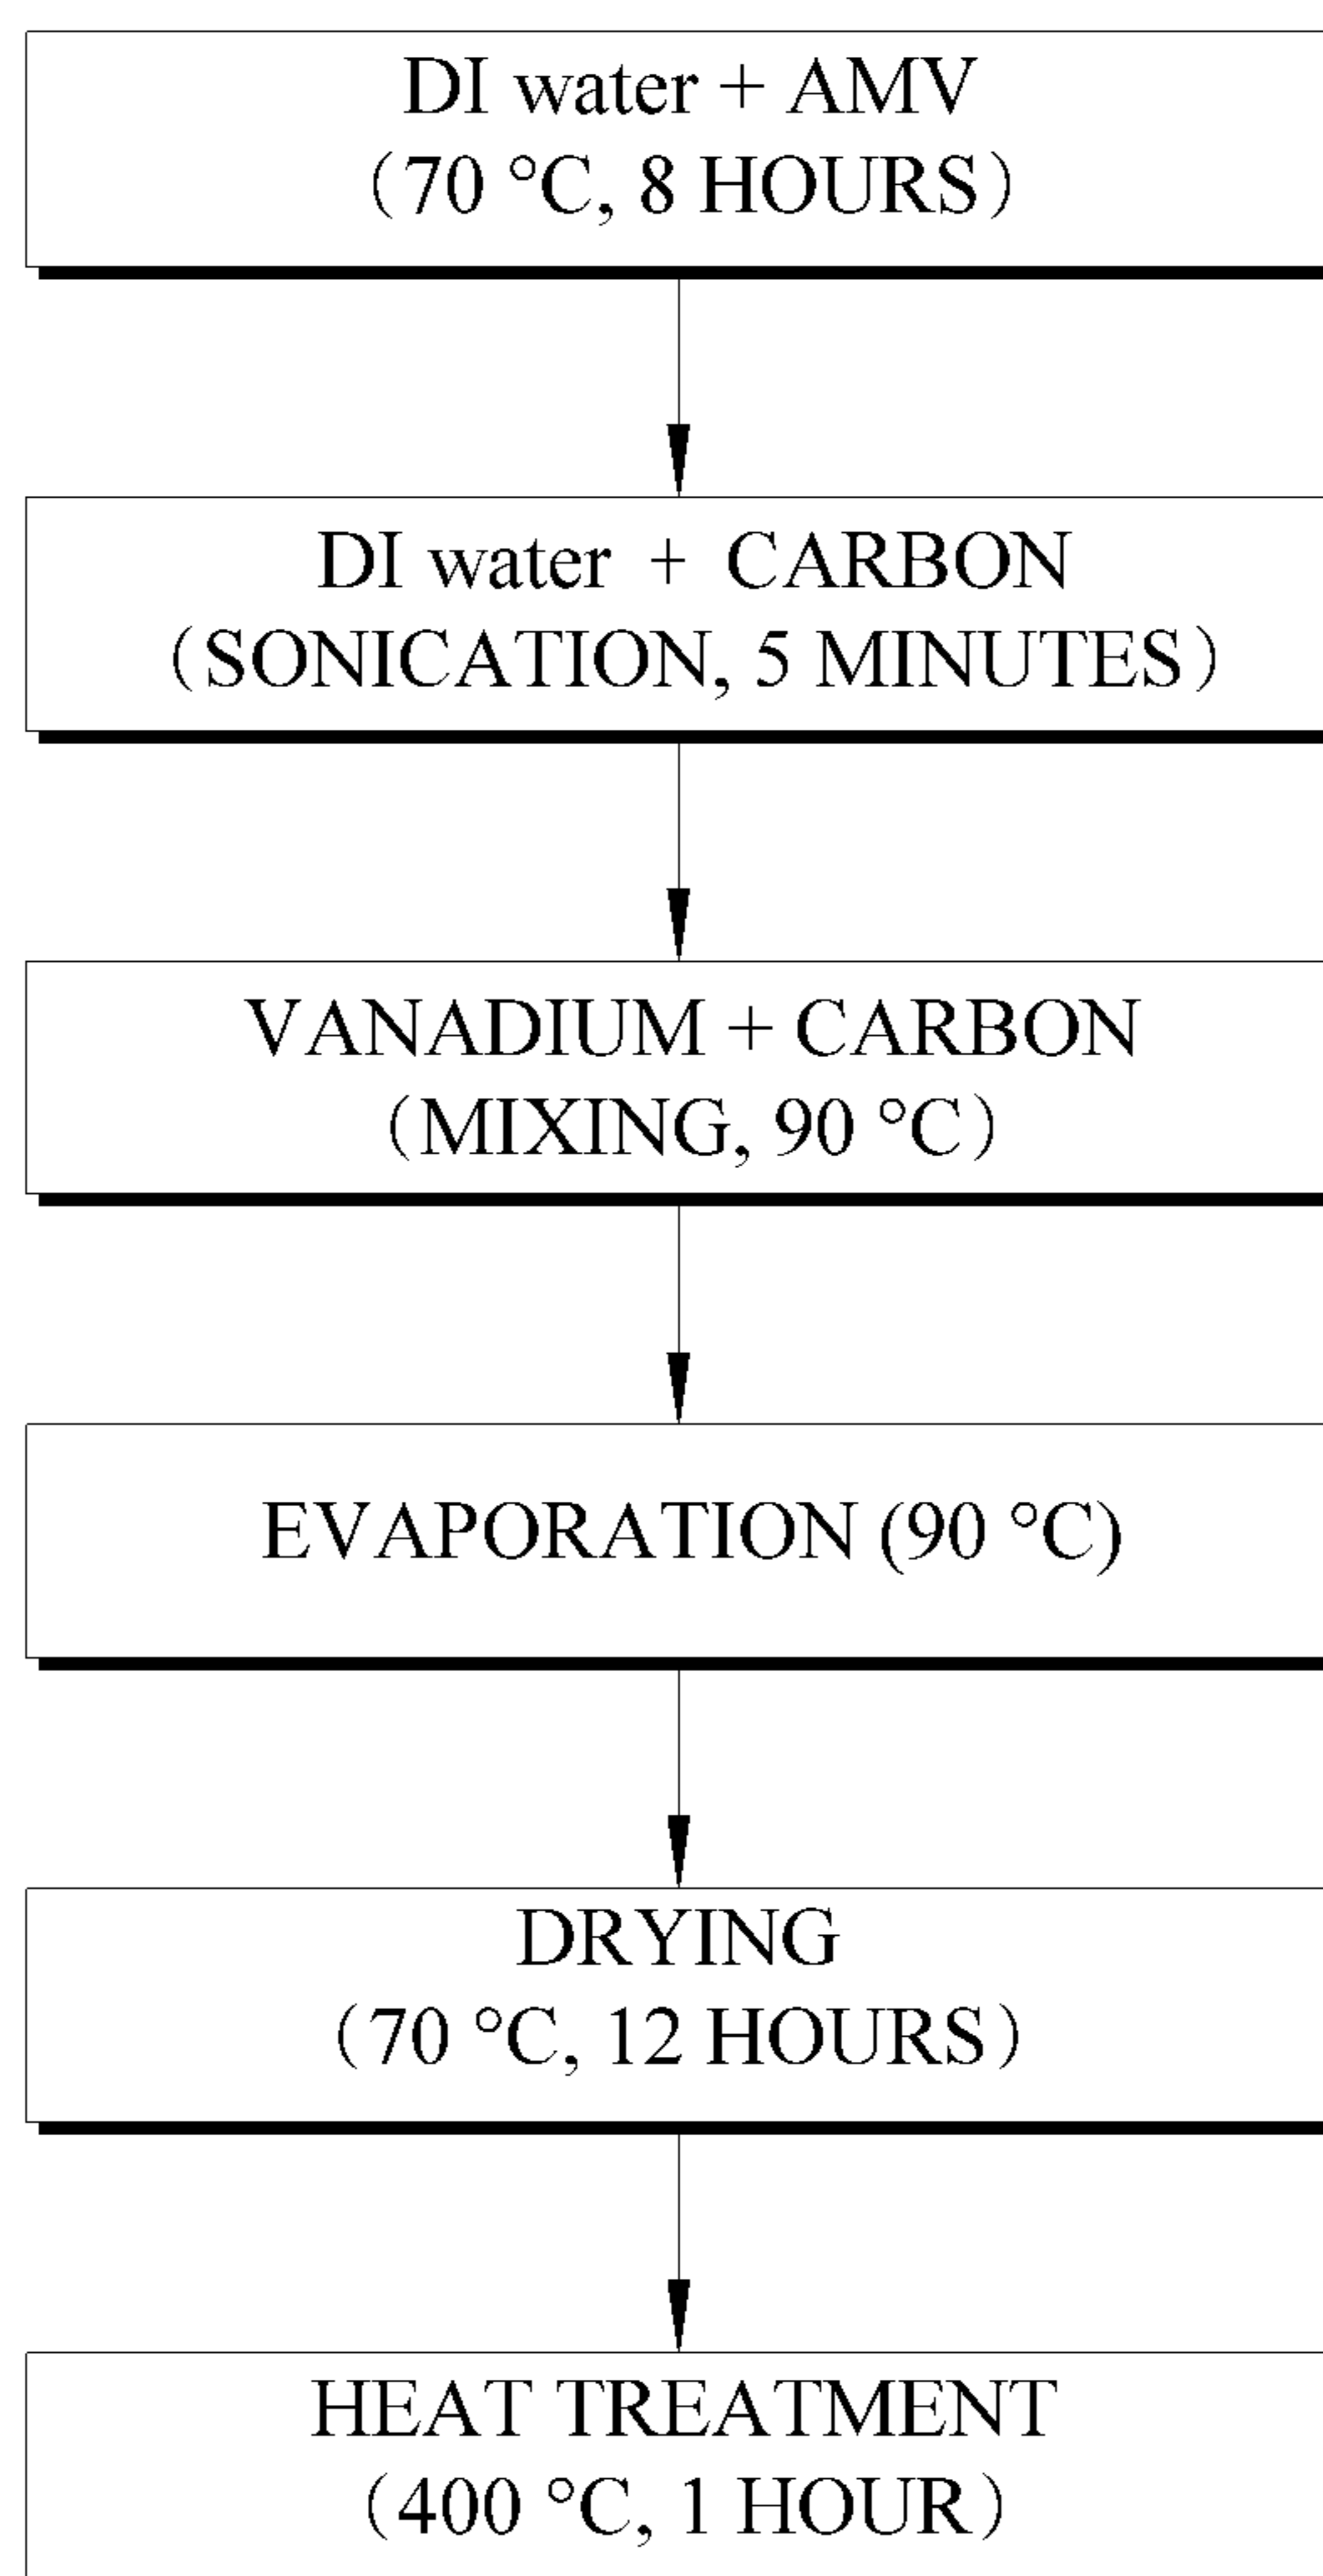 DI water + AMV
(70 °C, 8 HOURS)
DI water + CARBON
(SONICATION, 5 MINUTES)
VANADIUM + CARBON
(MIXING, 90 °C)
EVAPORATION (90 °C)
DRYING
(70 °C, 12 HOURS)
HEAT TREATMENT
(400 °C, 1 HOUR)